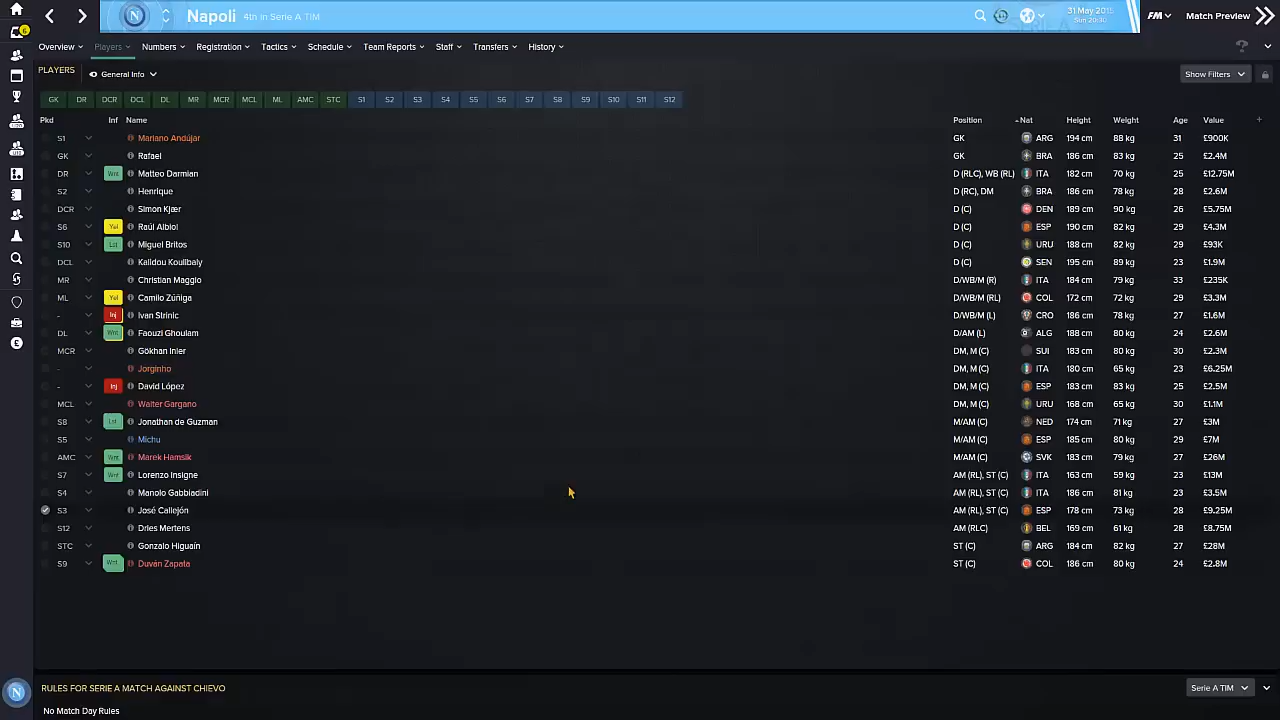 Napoli 4th in Serie A TIM 31 May 2015 Sun 20:30 FM Match Preview
6
Overview Players Numbers Registration Tactics Schedule Team Reports Staff Transfers History
PLAYERS General Info Show Filters
GK DR DCR DCL DL MR MCR MCL ML AMC STC S1 S2 S3 S4 S5 S6 S7 S8 S9 S10 S11 S12
Pkd Inf Name Position Nat Height Weight Age Value +
S1 Mariano Andújar GK ARG 194 cm 88 kg 31 £900K
GK Rafael GK BRA 186 cm 83 kg 25 £2.4M
DR Wnt Matteo Darmian D (RLC), WB (RL) ITA 182 cm 70 kg 25 £12.75M
S2 Henrique D (RC), DM BRA 186 cm 78 kg 28 £2.6M
DCR Simon Kjær D (C) DEN 189 cm 90 kg 26 £5.75M
S6 Yel Raúl Albiol D (C) ESP 190 cm 82 kg 29 £4.3M
S10 Lst Miguel Britos D (C) URU 188 cm 82 kg 29 £93K
DCL Kalidou Koulibaly D (C) SEN 195 cm 89 kg 24 £1.9M
MR Christian Maggio D/WB/M (R) ITA 184 cm 79 kg 33 £235K
ML Yel Camilo Zúñiga D/WB/M (RL) COL 172 cm 72 kg 29 £3.3M
- Inj Ivan Strinic D/WB/M (L) CRO 186 cm 78 kg 27 £1.6M
DL Wnt Faouzi Ghoulam D/AM (L) ALG 188 cm 80 kg 24 £2.6M
MCR Gökhan Inler DM, M (C) SUI 183 cm 80 kg 30 £2.3M
- Jorginho DM, M (C) ITA 180 cm 65 kg 23 £6.25M
- Inj David López DM, M (C) ESP 183 cm 83 kg 25 £2.5M
MCL Walter Gargano DM, M (C) URU 168 cm 65 kg 30 £1.1M
S8 Lst Jonathan de Guzman M/AM (C) NED 174 cm 71 kg 27 £3M
S5 Michu M/AM (C) ESP 185 cm 80 kg 29 £7M
AMC Wnt Marek Hamsik M/AM (C) SVK 183 cm 79 kg 27 £26M
S7 Wnt Lorenzo Insigne AM (RL), ST (C) ITA 163 cm 59 kg 23 £13M
S4 Manolo Gabbiadini AM (RL), ST (C) ITA 186 cm 81 kg 23 £3.5M
S3 José Callejón AM (RL), ST (C) ESP 178 cm 73 kg 28 £9.25M
S12 Dries Mertens AM (RLC) BEL 169 cm 61 kg 28 £8.75M
STC Gonzalo Higuaín ST (C) ARG 184 cm 82 kg 27 £28M
S9 Wnt Duván Zapata ST (C) COL 186 cm 80 kg 24 £2.8M
RULES FOR SERIE A MATCH AGAINST CHIEVO Serie A TIM
No Match Day Rules